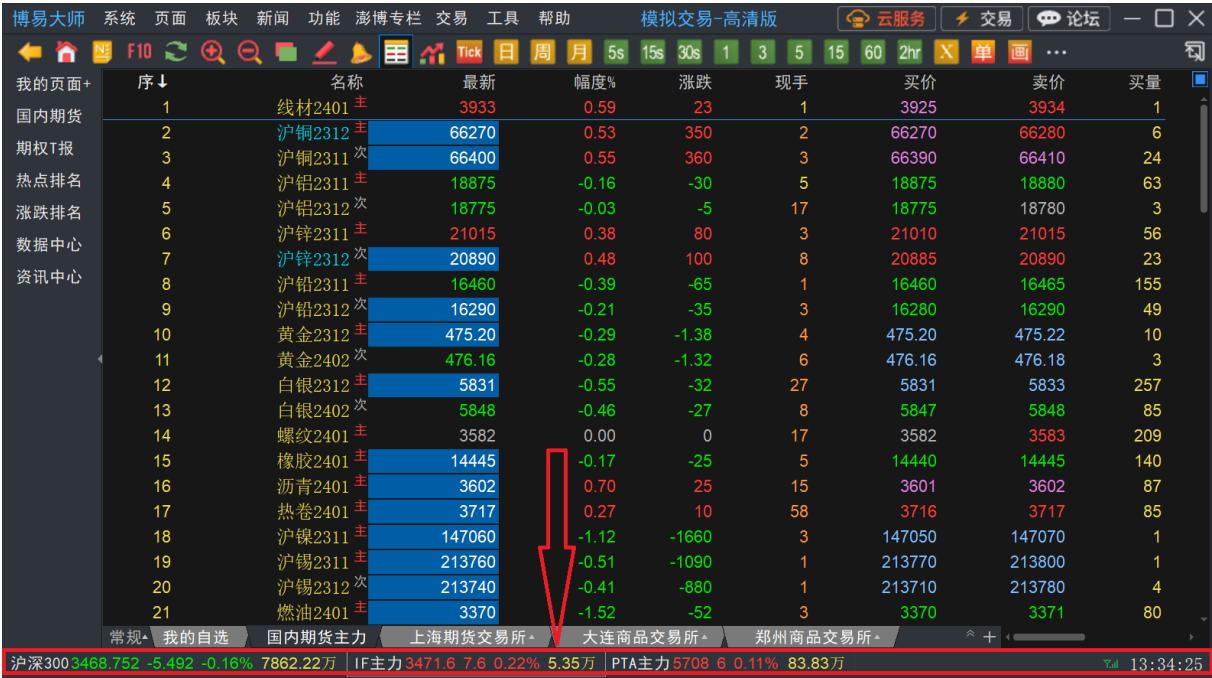 博易大师 系统 页面 板块 新闻 功能 澎博专栏 交易 工具 帮助 模拟交易-高清版 云服务 交易 论坛
F10 Tick 日 周 月 5s 15s 30s 1 3 5 15 60 2hr X 单 画 ···
我的页面+
国内期货
期权T报
热点排名
涨跌排名
数据中心
资讯中心
序↓ 名称 最新 幅度% 涨跌 现手 买价 卖价 买量
1 线材2401主 3933 0.59 23 1 3925 3934 1
2 沪铜2312主 66270 0.53 350 2 66270 66280 6
3 沪铜2311次 66400 0.55 360 3 66390 66410 24
4 沪铝2311主 18875 -0.16 -30 5 18875 18880 63
5 沪铝2312次 18775 -0.03 -5 17 18775 18780 3
6 沪锌2311主 21015 0.38 80 3 21010 21015 56
7 沪锌2312次 20890 0.48 100 8 20885 20890 23
8 沪铅2311主 16460 -0.39 -65 1 16460 16465 155
9 沪铅2312次 16290 -0.21 -35 3 16280 16290 49
10 黄金2312主 475.20 -0.29 -1.38 4 475.20 475.22 10
11 黄金2402次 476.16 -0.28 -1.32 6 476.16 476.18 3
12 白银2312主 5831 -0.55 -32 27 5831 5833 257
13 白银2402次 5848 -0.46 -27 8 5847 5848 85
14 螺纹2401主 3582 0.00 0 17 3582 3583 209
15 橡胶2401主 14445 -0.17 -25 5 14440 14445 140
16 沥青2401主 3602 0.70 25 15 3601 3602 87
17 热卷2401主 3717 0.27 10 58 3716 3717 85
18 沪镍2311主 147060 -1.12 -1660 3 147050 147070 1
19 沪锡2311主 213760 -0.51 -1090 1 213770 213800 1
20 沪锡2312次 213740 -0.41 -880 1 213710 213780 4
21 燃油2401主 3370 -1.52 -52 3 3370 3371 80
常规 我的自选 国内期货主力 上海期货交易所 大连商品交易所 郑州商品交易所 +
沪深300 3468.752 -5.492 -0.16% 7862.22万 IF主力 3471.6 7.6 0.22% 5.35万 PTA主力 5708 6 0.11% 83.83万 13:34:25